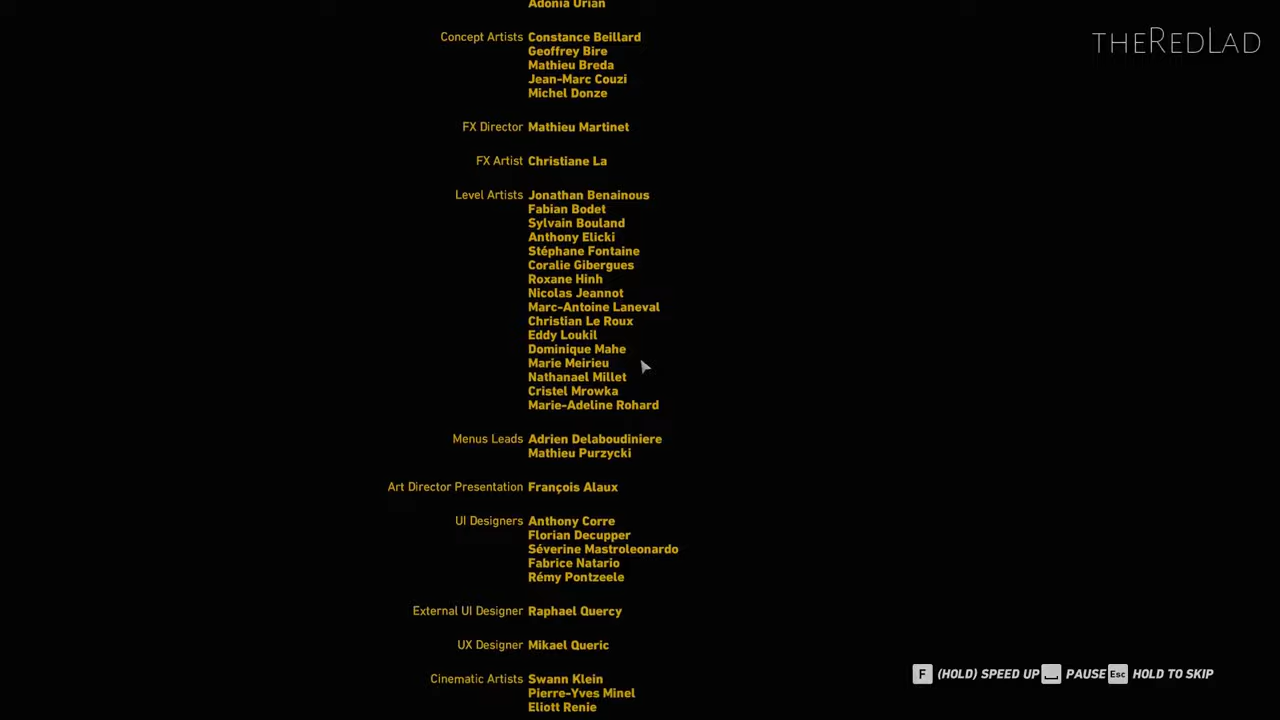 Adonia Urian
THEREDLAD
Concept Artists Constance Beillard
Geoffrey Bire
Mathieu Breda
Jean-Marc Couzi
Michel Donze
FX Director Mathieu Martinet
FX Artist Christiane La
Level Artists Jonathan Benainous
Fabian Bodet
Sylvain Bouland
Anthony Elicki
Stéphane Fontaine
Coralie Gibergues
Roxane Hinh
Nicolas Jeannot
Marc-Antoine Laneval
Christian Le Roux
Eddy Loukil
Dominique Mahe
Marie Meirieu
Nathanael Millet
Cristel Mrowka
Marie-Adeline Rohard
Menus Leads Adrien Delaboudiniere
Mathieu Purzycki
Art Director Presentation François Alaux
UI Designers Anthony Corre
Florian Decupper
Séverine Mastroleonardo
Fabrice Natario
Rémy Pontzeele
External UI Designer Raphael Quercy
UX Designer Mikael Queric
Cinematic Artists Swann Klein
Pierre-Yves Minel
Eliott Renie
F (HOLD) SPEED UP PAUSE Esc HOLD TO SKIP